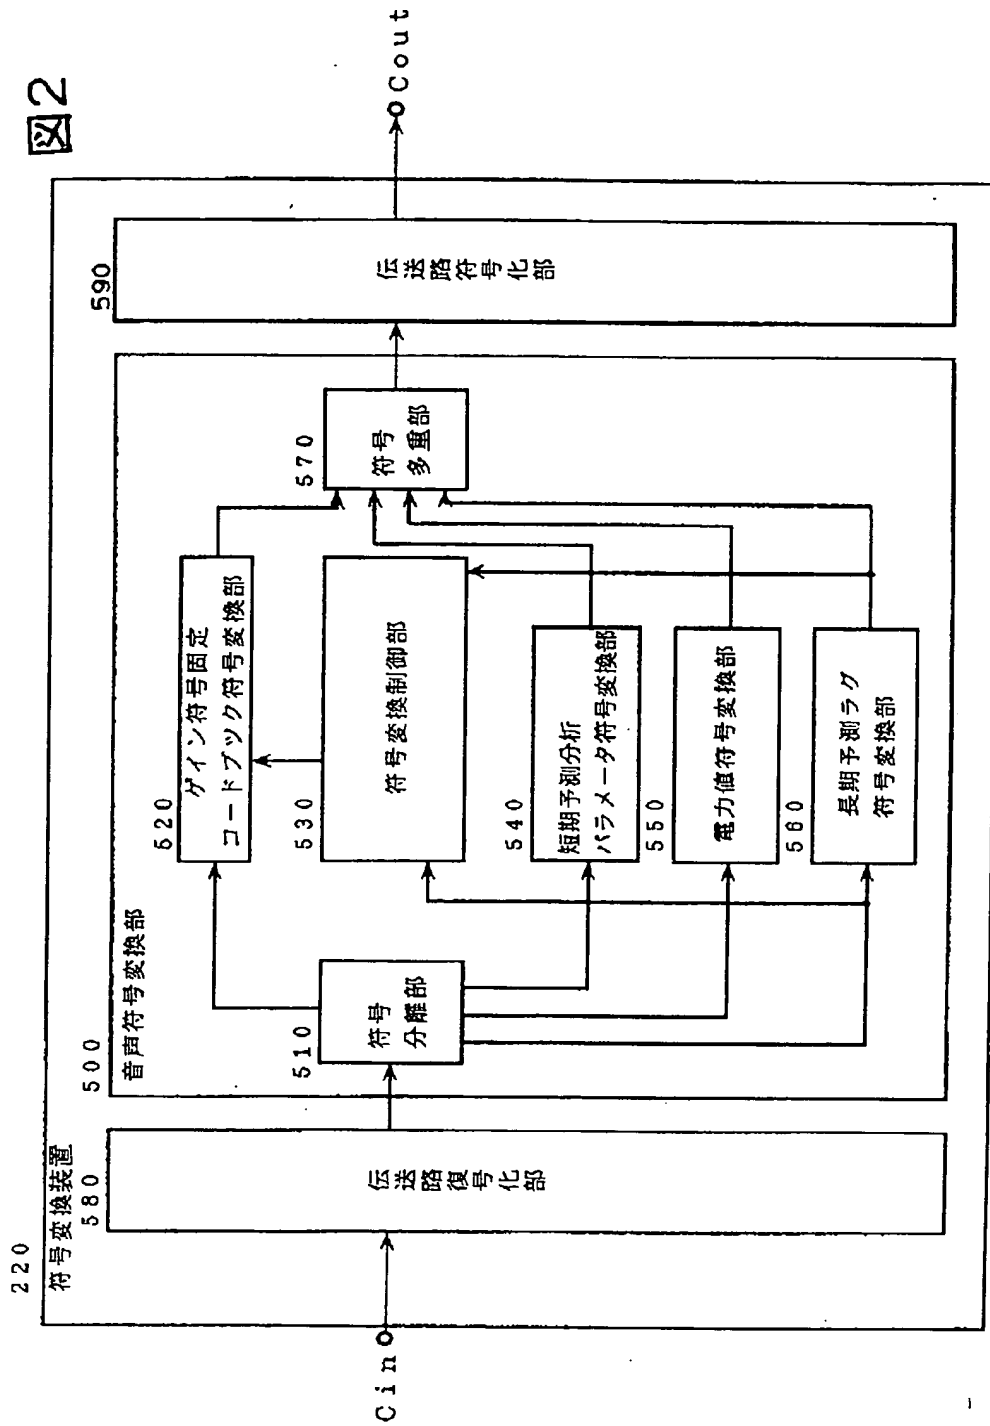 図2
220
符号変換装置
580
伝送路復号化部
Cin
500
音声符号変換部
510
符号
分離部
520
ゲイン符号固定
コードブック符号変換部
530
符号変換制御部
540
短期予測分析
パラメータ符号変換部
550
電力値符号変換部
560
長期予測ラグ
符号変換部
570
符号
多重部
590
伝送路符号化部
Cout